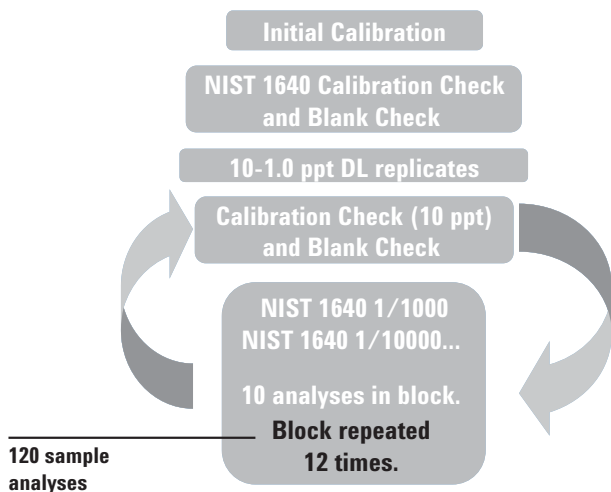 Initial Calibration
NIST 1640 Calibration Check
and Blank Check
10-1.0 ppt DL replicates
Calibration Check (10 ppt)
and Blank Check
NIST 1640 1/1000
NIST 1640 1/10000...
10 analyses in block.
Block repeated
12 times.
120 sample
analyses